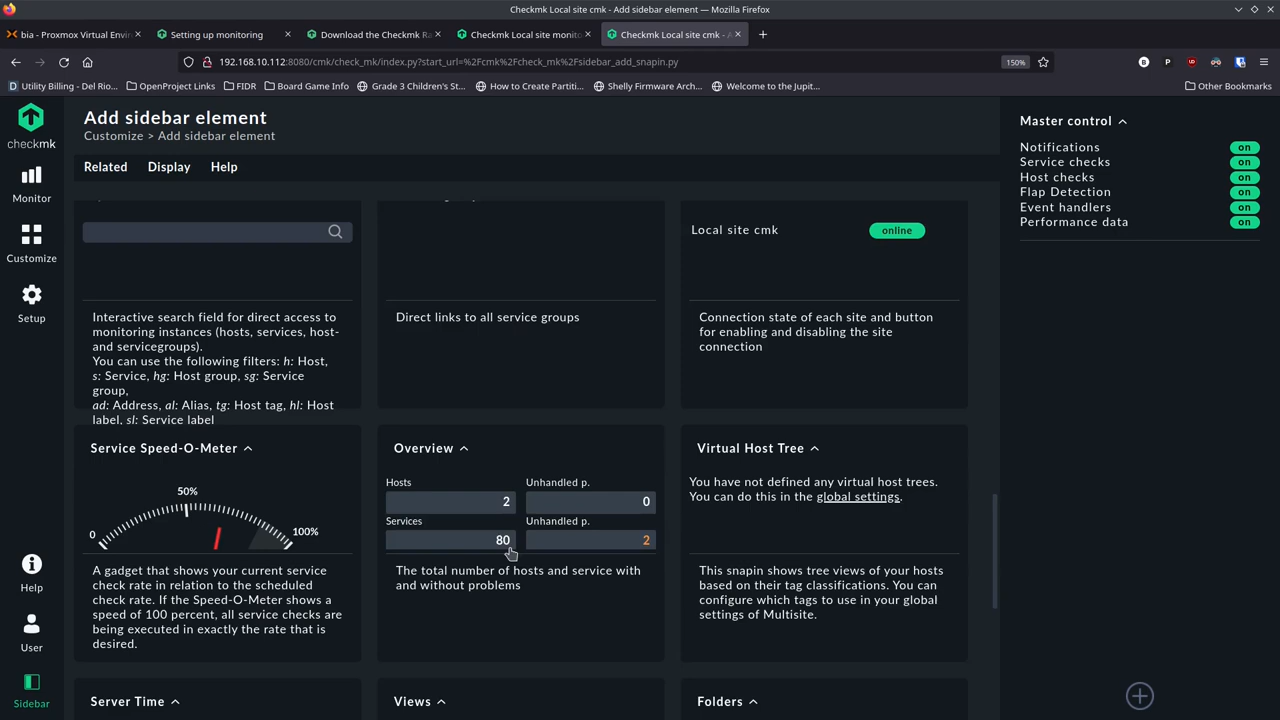 Checkmk Local site cmk - Add sidebar element — Mozilla Firefox
bia - Proxmox Virtual Envir
Setting up monitoring
Download the Checkmk Ra
Checkmk Local site monito
Checkmk Local site cmk - A
192.168.10.112:8080/cmk/check_mk/index.py?start_url=%2Fcmk%2Fcheck_mk%2Fsidebar_add_snapin.py
150%
Utility Billing - Del Rio...
OpenProject Links
FIDR
Board Game Info
Grade 3 Children's St...
How to Create Partiti...
Shelly Firmware Arch...
Welcome to the Jupit...
Other Bookmarks
checkmk
Monitor
Customize
Setup
Help
User
Sidebar
Add sidebar element
Customize > Add sidebar element
Related
Display
Help
Interactive search field for direct access to
monitoring instances (hosts, services, host-
and servicegroups).
You can use the following filters: h: Host,
s: Service, hg: Host group, sg: Service
group,
ad: Address, al: Alias, tg: Host tag, hl: Host
label, sl: Service label
Direct links to all service groups
Local site cmk
online
Connection state of each site and button
for enabling and disabling the site
connection
Service Speed-O-Meter
0
50%
100%
A gadget that shows your current service
check rate in relation to the scheduled
check rate. If the Speed-O-Meter shows a
speed of 100 percent, all service checks are
being executed in exactly the rate that is
desired.
Overview
Hosts
Unhandled p.
2
0
Services
Unhandled p.
80
2
The total number of hosts and service with
and without problems
Virtual Host Tree
You have not defined any virtual host trees.
You can do this in the global settings.
This snapin shows tree views of your hosts
based on their tag classifications. You can
configure which tags to use in your global
settings of Multisite.
Server Time
Views
Folders
Master control
Notifications on
Service checks on
Host checks on
Flap Detection on
Event handlers on
Performance data on